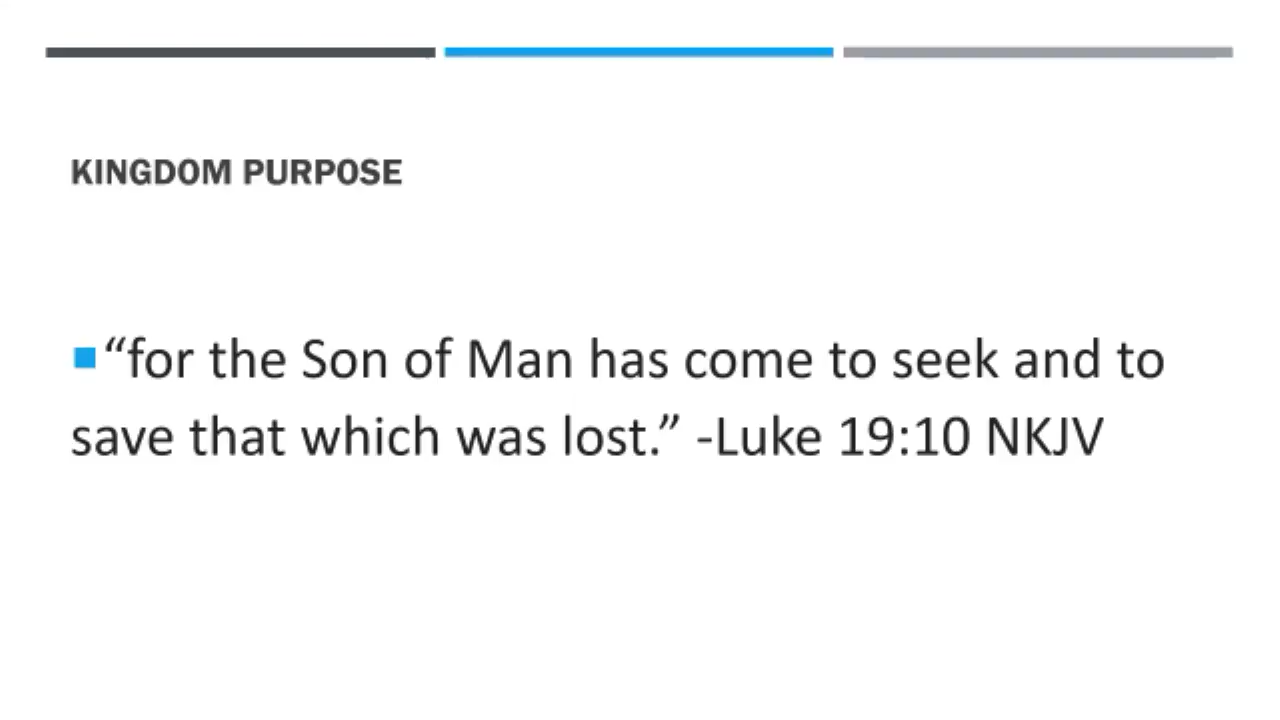 KINGDOM PURPOSE
“for the Son of Man has come to seek and to
save that which was lost.” -Luke 19:10 NKJV